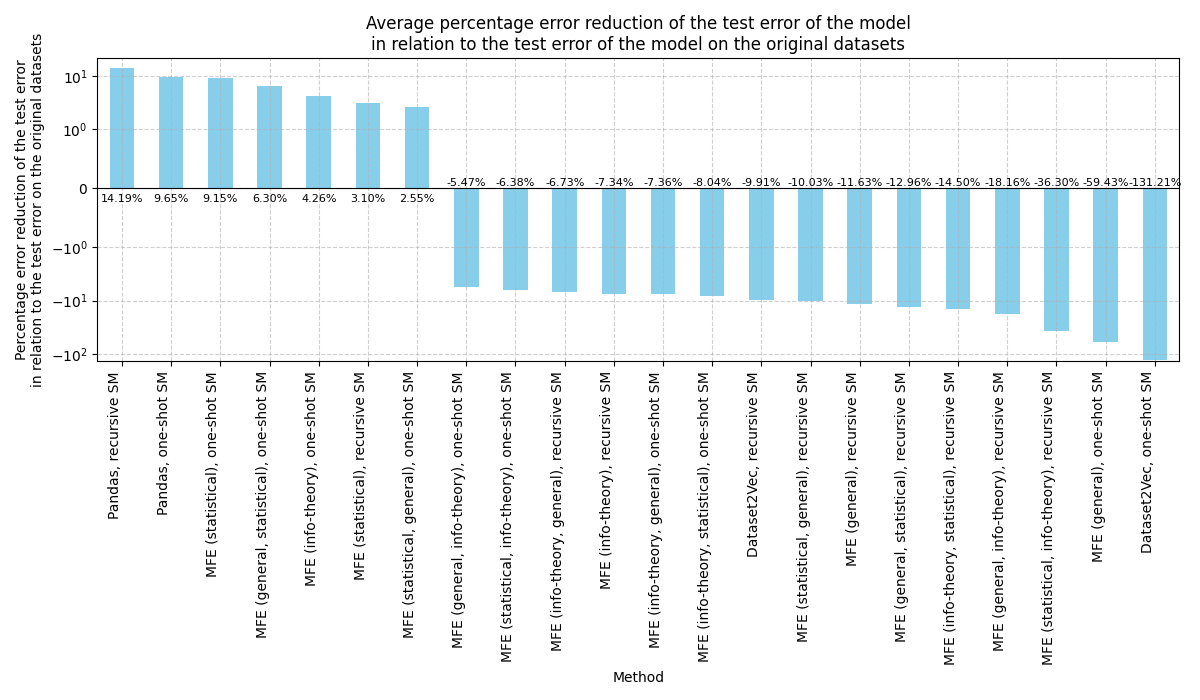 Average percentage error reduction of the test error of the model
in relation to the test error of the model on the original datasets
Percentage error reduction of the test error
in relation to the test error on the original datasets
10¹
10⁰
0
−10⁰
−10¹
−10²
14.19% 9.65% 9.15% 6.30% 4.26% 3.10% 2.55%
-5.47% -6.38% -6.73% -7.34% -7.36% -8.04% -9.91% -10.03% -11.63% -12.96% -14.50% -18.16% -36.30% -59.43% -131.21%
Pandas, recursive SM
Pandas, one-shot SM
MFE (statistical), one-shot SM
MFE (general, statistical), one-shot SM
MFE (info-theory), one-shot SM
MFE (statistical), recursive SM
MFE (statistical, general), one-shot SM
MFE (general, info-theory), one-shot SM
MFE (statistical, info-theory), one-shot SM
MFE (info-theory, general), recursive SM
MFE (info-theory), recursive SM
MFE (info-theory, general), one-shot SM
MFE (info-theory, statistical), one-shot SM
Dataset2Vec, recursive SM
MFE (statistical, general), recursive SM
MFE (general), recursive SM
MFE (general, statistical), recursive SM
MFE (info-theory, statistical), recursive SM
MFE (general, info-theory), recursive SM
MFE (statistical, info-theory), recursive SM
MFE (general), one-shot SM
Dataset2Vec, one-shot SM
Method